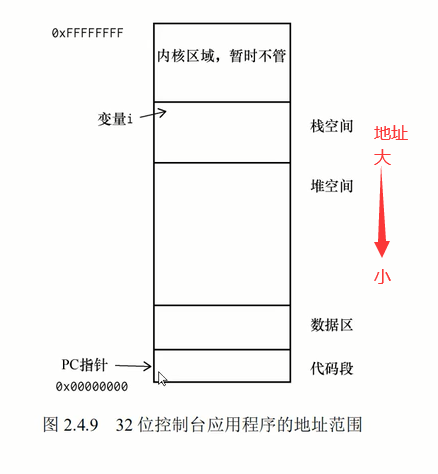 0xFFFFFFFF
内核区域，暂时不管
变量i
栈空间
地址
大
堆空间
小
数据区
PC指针
代码段
0x00000000
图 2.4.9 32 位控制台应用程序的地址范围